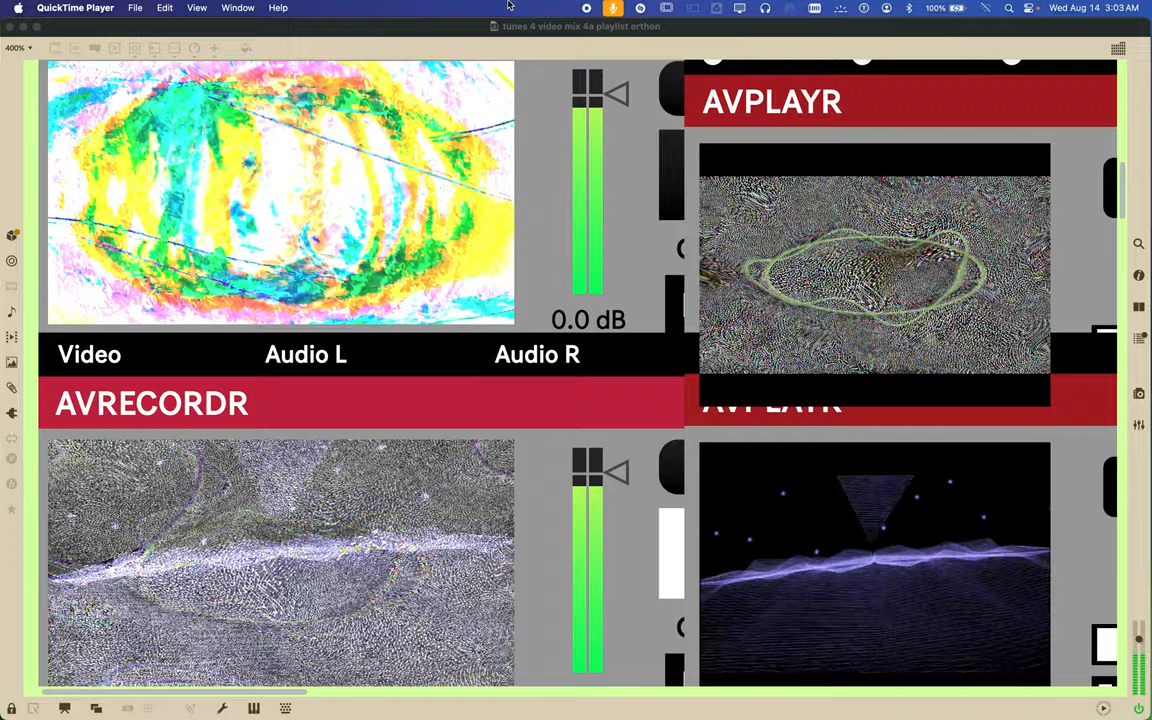 QuickTime Player File Edit View Window Help 100% Wed Aug 14 3:03 AM
tunes 4 video mix 4a playlist orthon
400%
AVPLAYR
0.0 dB
Video Audio L Audio R
AVRECORDR
AVPLAYR